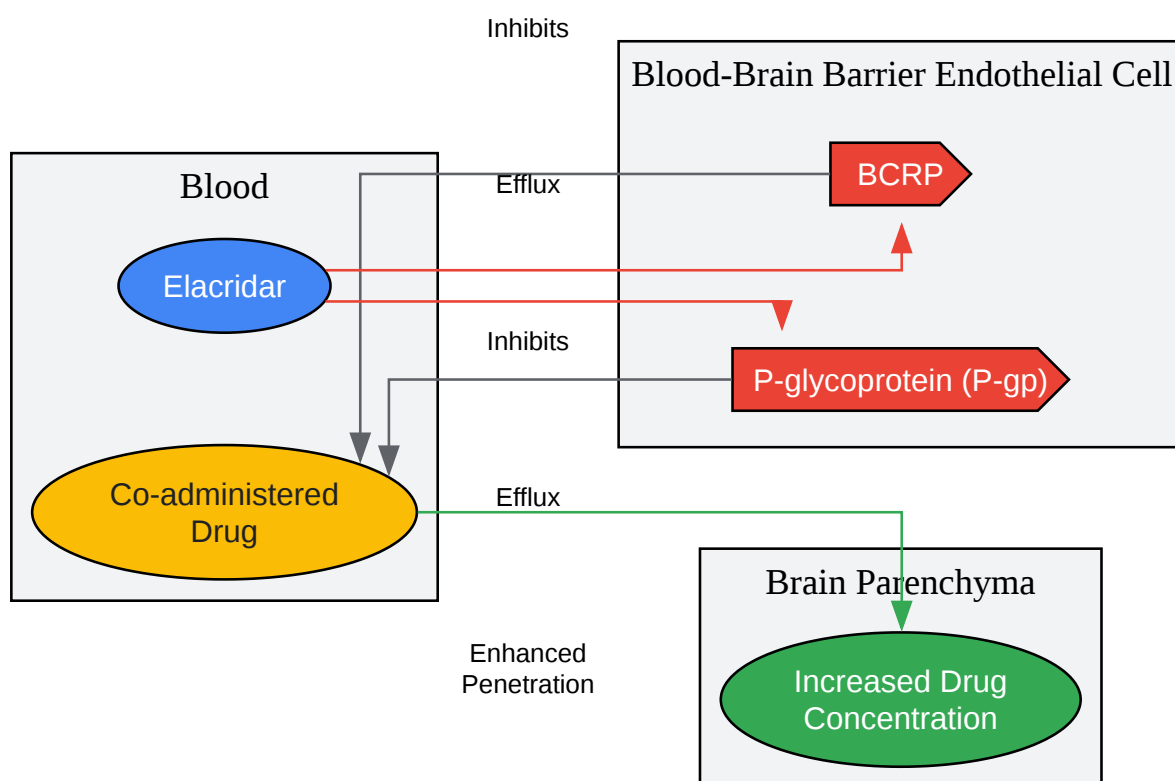 Inhibits
Blood-Brain Barrier Endothelial Cell
BCRP
Blood
Efflux
Elacridar
Inhibits
P-glycoprotein (P-gp)
Co-administered
Drug
Efflux
Brain Parenchyma
Enhanced
Penetration
Increased Drug
Concentration